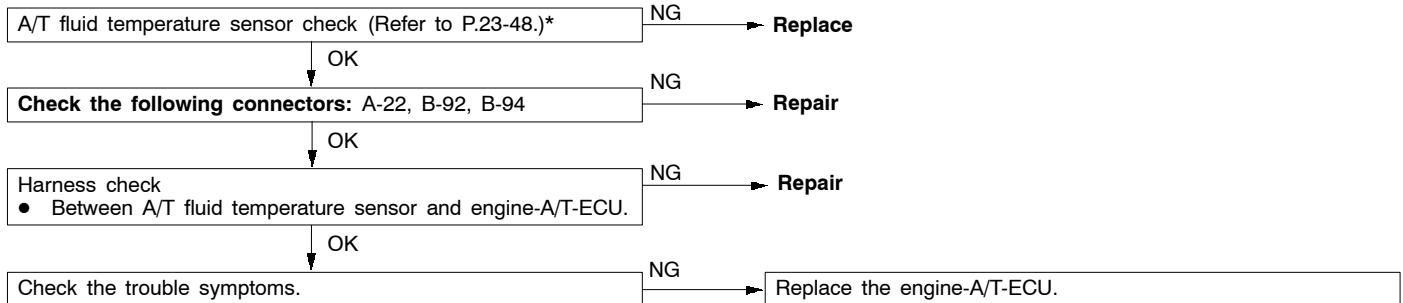 A/T fluid temperature sensor check (Refer to P.23-48.)*
NG
Replace
OK
Check the following connectors: A-22, B-92, B-94
NG
Repair
OK
Harness check
● Between A/T fluid temperature sensor and engine-A/T-ECU.
NG
Repair
OK
Check the trouble symptoms.
NG
Replace the engine-A/T-ECU.